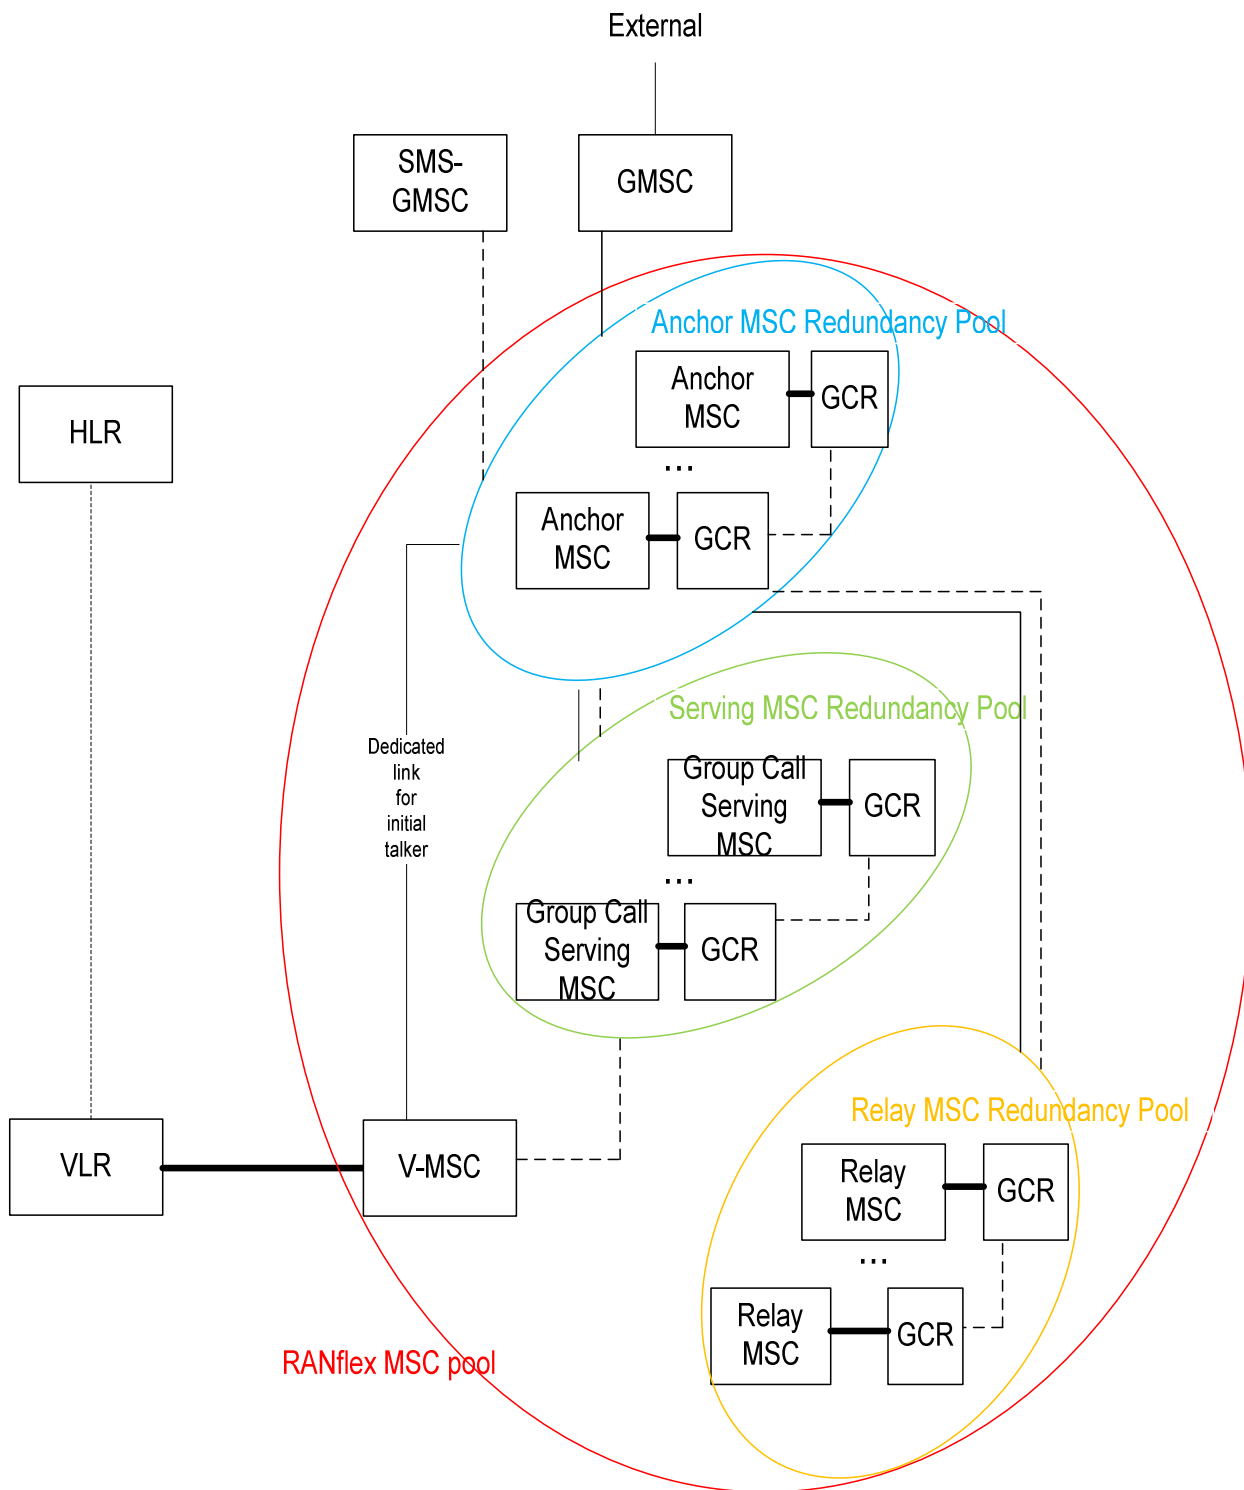 External
SMS-
GMSC
GMSC
Anchor MSC Redundancy Pool
Anchor
MSC
GCR
...
HLR
Anchor
MSC
GCR
Serving MSC Redundancy Pool
Dedicated
link
for
initial
talker
Group Call
Serving
MSC
GCR
...
Group Call
Serving
MSC
GCR
Relay MSC Redundancy Pool
VLR
V-MSC
Relay
MSC
GCR
...
Relay
MSC
GCR
RANflex MSC pool